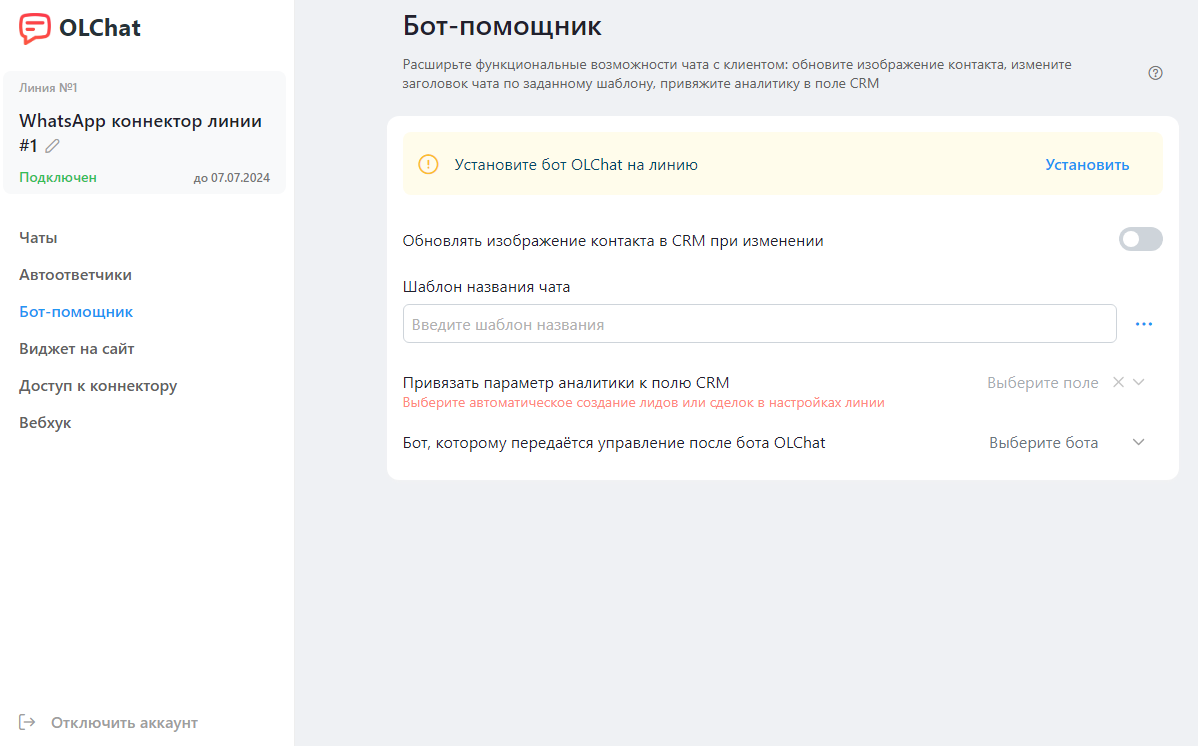 OLChat
Линия №1
WhatsApp коннектор линии
#1
Подключен
до 07.07.2024
Чаты
Автоответчики
Бот-помощник
Виджет на сайт
Доступ к коннектору
Вебхук
Отключить аккаунт
Бот-помощник
Расширьте функциональные возможности чата с клиентом: обновите изображение контакта, измените
заголовок чата по заданному шаблону, привяжите аналитику в поле CRM
Установите бот OLChat на линию
Установить
Обновлять изображение контакта в CRM при изменении
Шаблон названия чата
Введите шаблон названия
Привязать параметр аналитики к полю CRM
Выберите поле
Выберите автоматическое создание лидов или сделок в настройках линии
Бот, которому передаётся управление после бота OLChat
Выберите бота